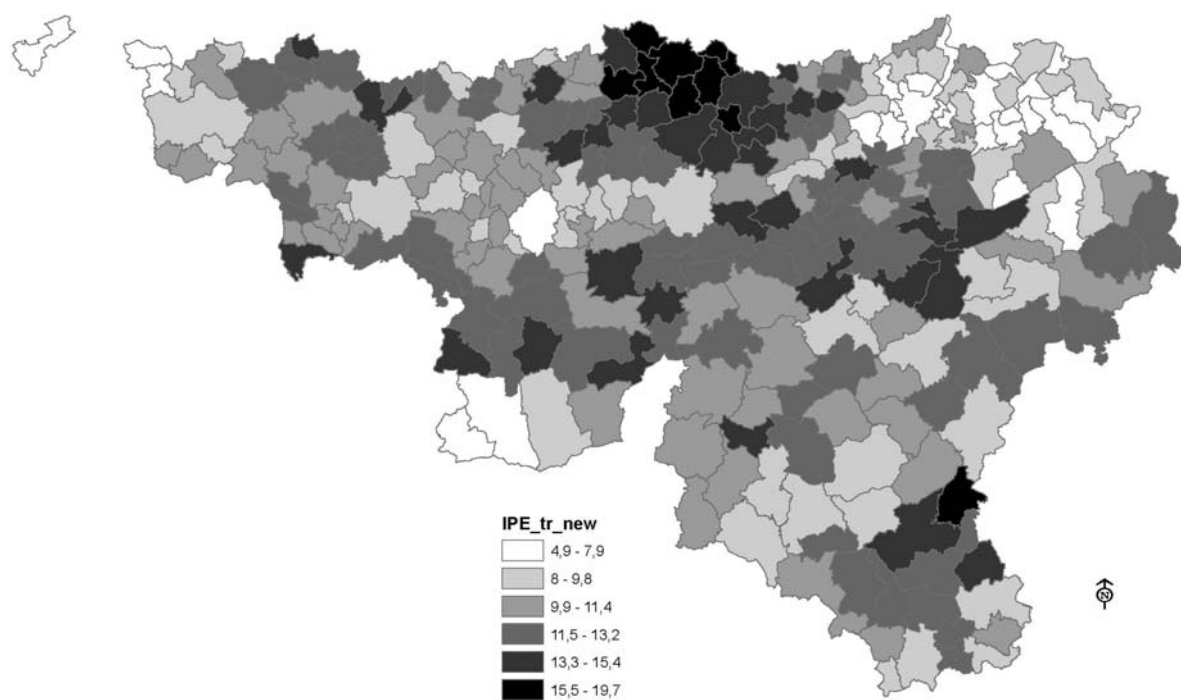 IPE_tr_new
4,9 - 7,9
8 - 9,8
9,9 - 11,4
11,5 - 13,2
13,3 - 15,4
15,5 - 19,7
N